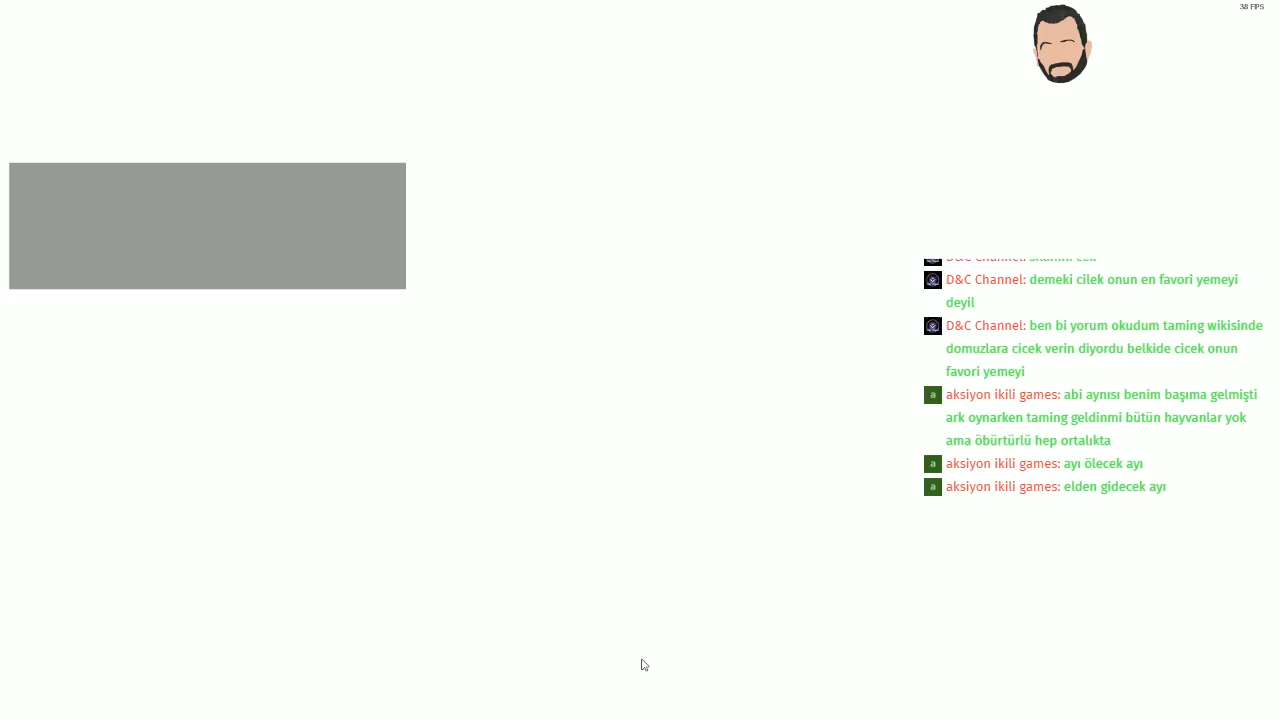 38 FPS
D&C Channel:
D&C Channel: demeki cilek onun en favori yemeyi
deyil
D&C Channel: ben bi yorum okudum taming wikisinde
domuzlara cicek verin diyordu belkide cicek onun
favori yemeyi
a aksiyon ikili games: abi aynısı benim başıma gelmişti
ark oynarken taming geldinmi bütün hayvanlar yok
ama öbürtürlü hep ortalıkta
a aksiyon ikili games: ayı ölecek ayı
a aksiyon ikili games: elden gidecek ayı